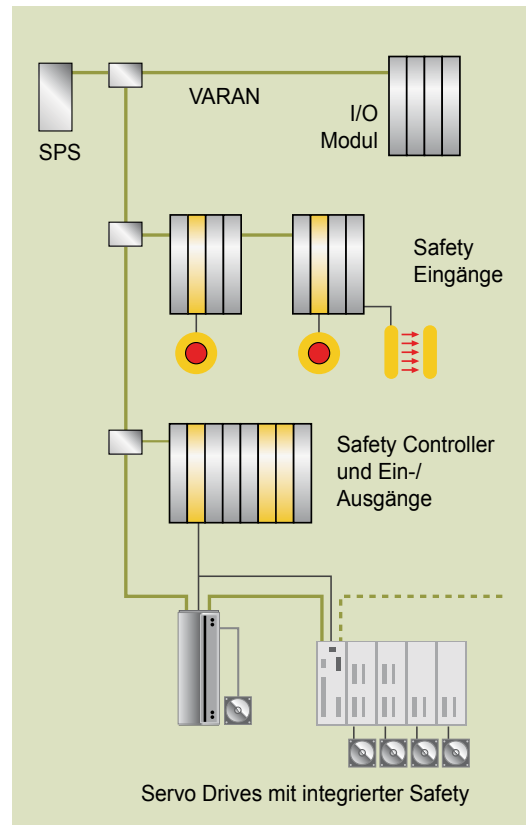 VARAN
I/O
Modul
SPS
Safety
Eingänge
Safety Controller
und Ein-/
Ausgänge
Servo Drives mit integrierter Safety